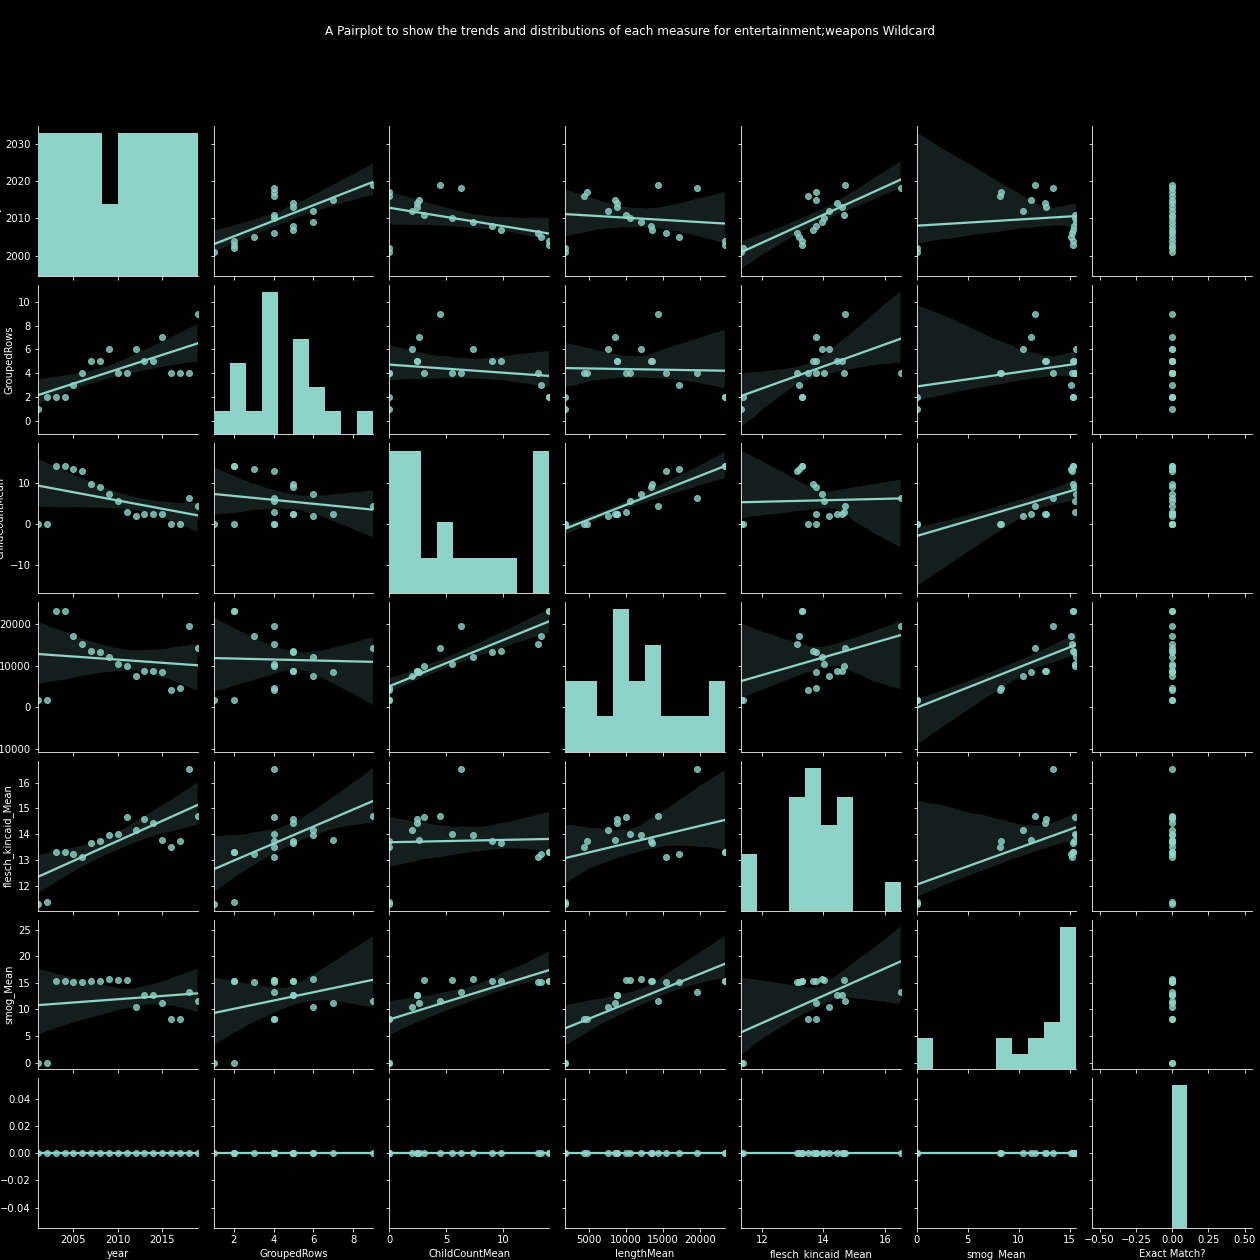 A Pairplot to show the trends and distributions of each measure for entertainment;weapons Wildcard
2030
2020
2010
2000
10
8
6
4
2
0
GroupedRows
10
0
−10
20000
10000
0
10000
16
15
14
13
12
flesch_kincaid_Mean
25
20
15
10
5
0
smog_Mean
0.04
0.02
0.00
−0.02
−0.04
2005 2010 2015
2 4 6 8
0 5 10
5000 10000 15000 20000
12 14 16
0 5 10 15
−0.50 −0.25 0.00 0.25 0.50
year
GroupedRows
ChildCountMean
lengthMean
flesch_kincaid_Mean
smog_Mean
Exact Match?